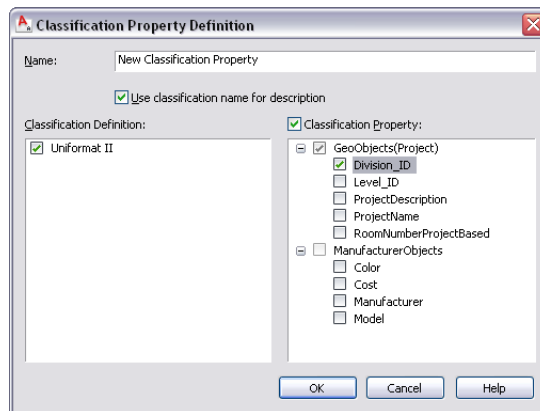 Classification Property Definition
Name:
New Classification Property
Use classification name for description
Classification Definition:
Classification Property:
Uniformat II
GeoObjects(Project)
Division_ID
Level_ID
ProjectDescription
ProjectName
RoomNumberProjectBased
ManufacturerObjects
Color
Cost
Manufacturer
Model
OK
Cancel
Help